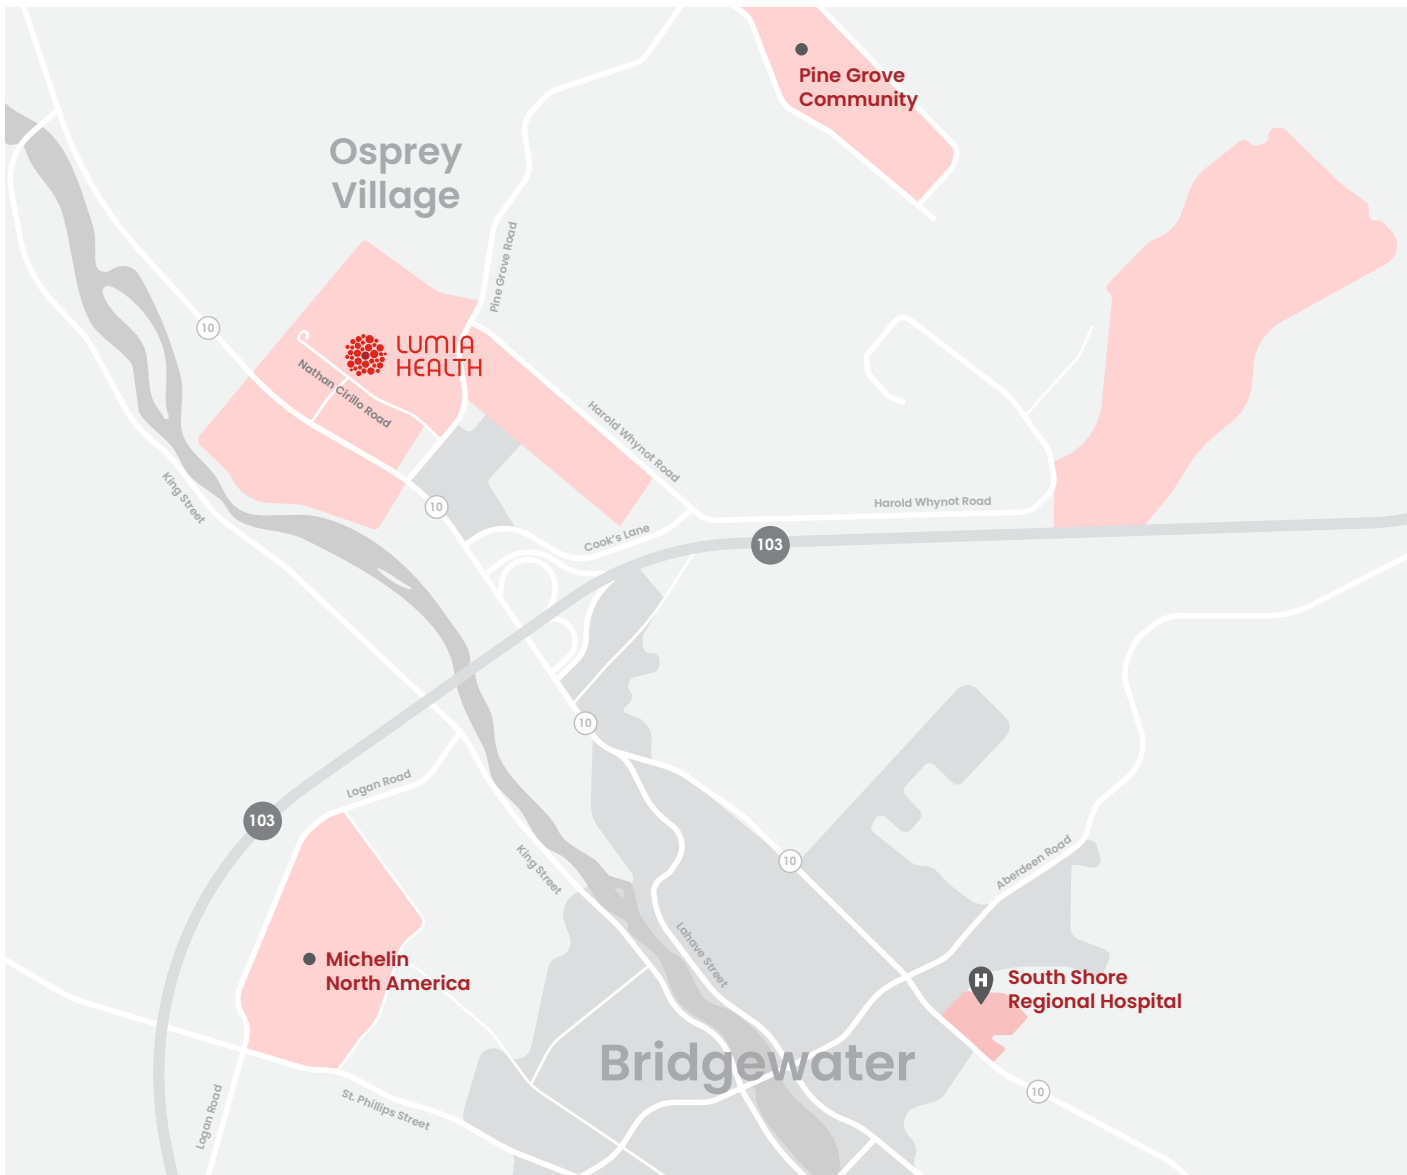 Pine Grove
Community
Osprey
Village
Pine Grove Road
10
LUMIA
HEALTH
Nathan Cirillo Road
Harold Whynot Road
King Street
10
Harold Whynot Road
Cook's Lane
103
10
Logan Road
103
King Street
10
Aberdeen Road
Lahave Street
Michelin
North America
H
South Shore
Regional Hospital
Bridgewater
10
Logan Road
St. Phillips Street